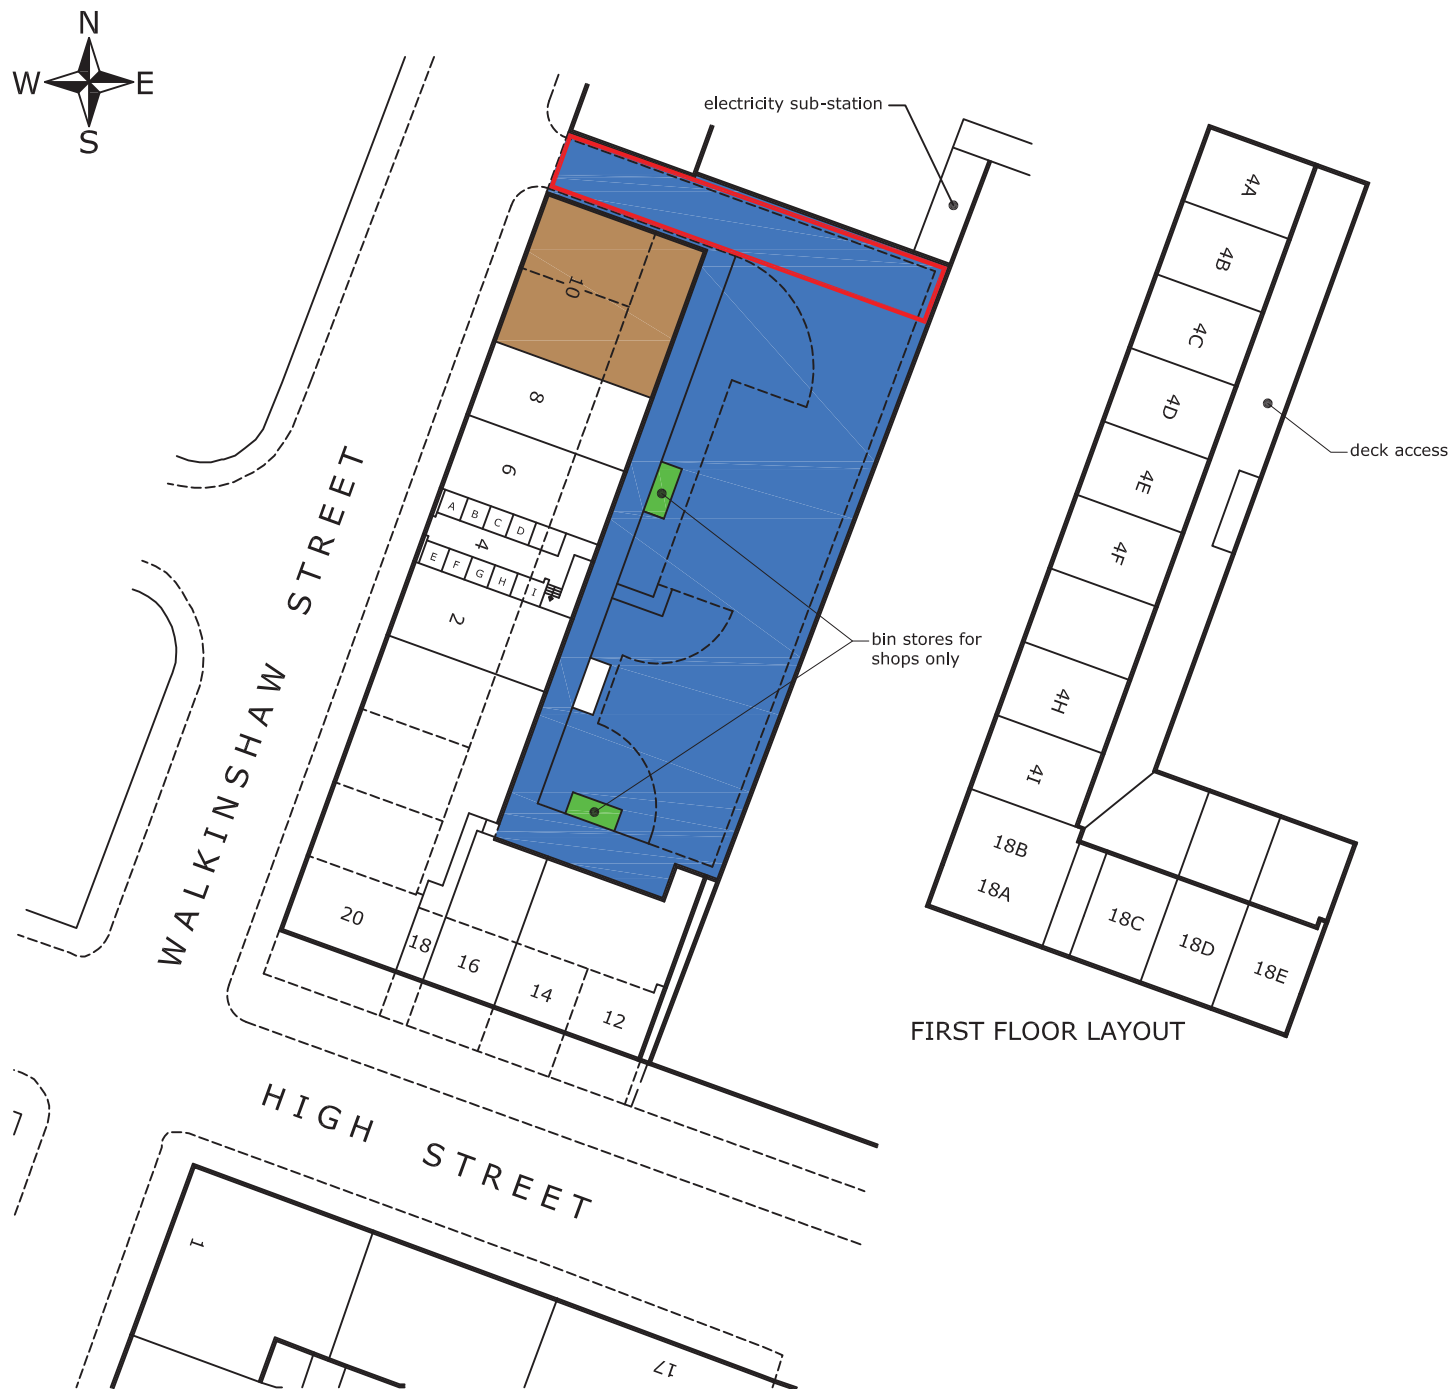 N
W E
S
electricity sub-station
10
8
6
A B C D
4
E F G H I
2
bin stores for
shops only
WALKINSHAW STREET
20
18
16
14
12
HIGH STREET
1
17
4A
4B
4C
4D
4E
4F
4H
4I
deck access
18B
18A
18C
18D
18E
FIRST FLOOR LAYOUT